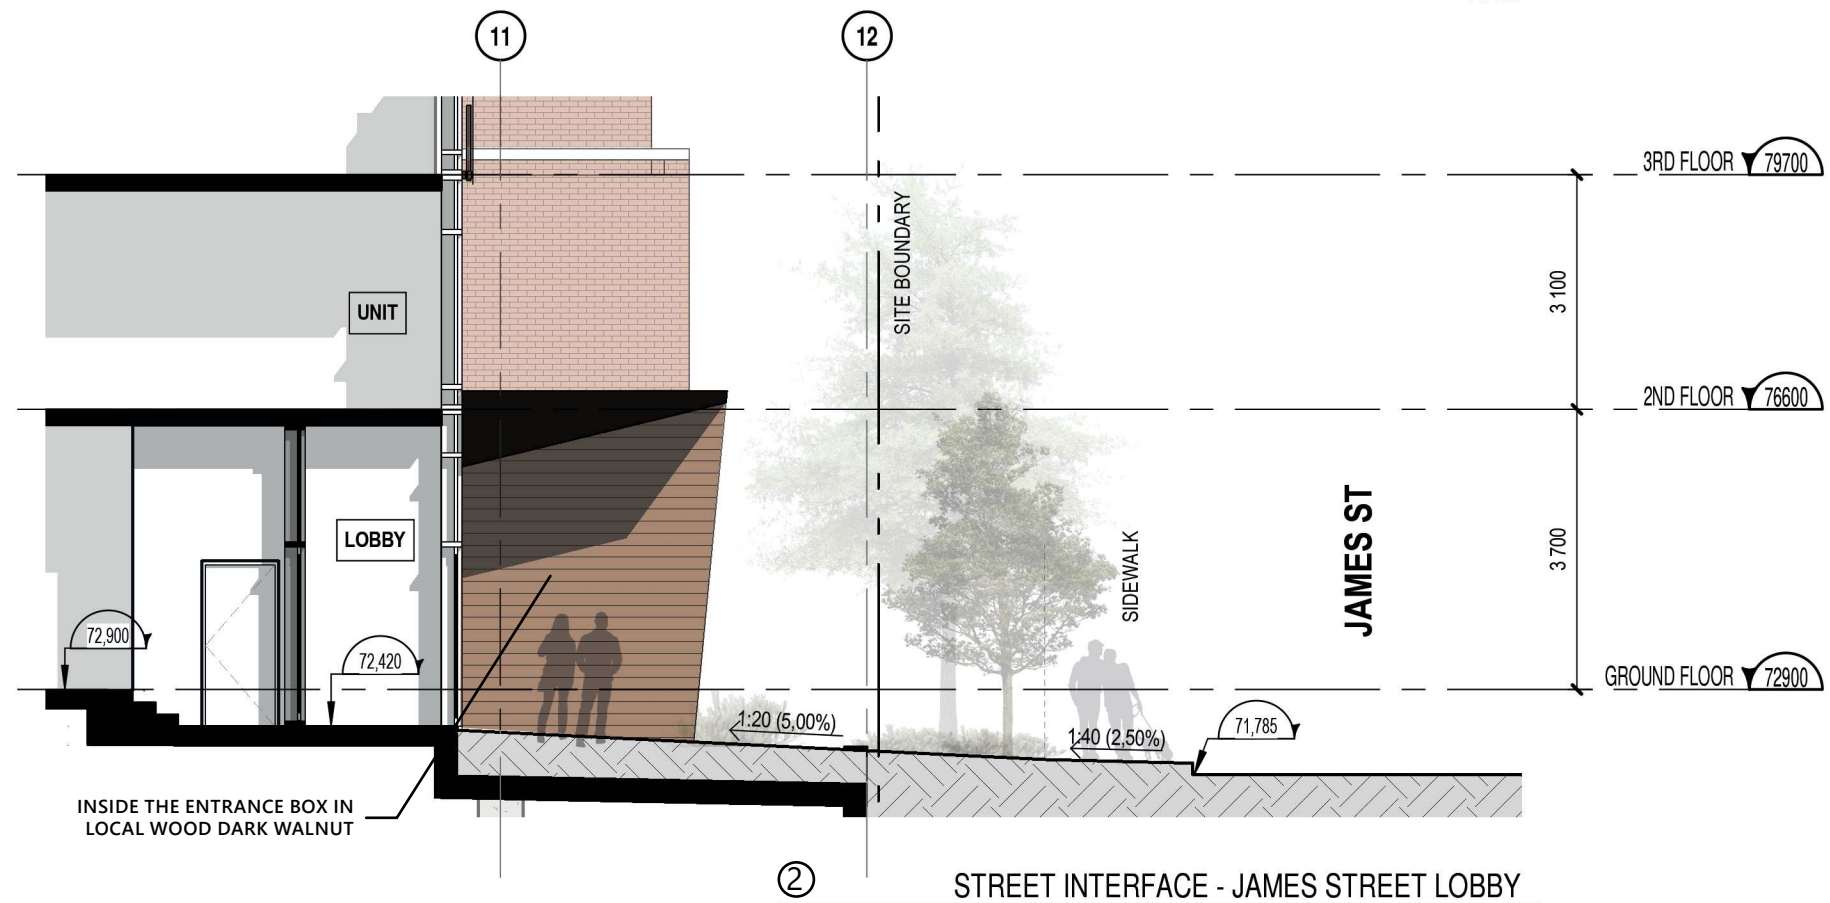 11
12
3RD FLOOR 79700
SITE BOUNDARY
3 100
UNIT
2ND FLOOR 76600
JAMES ST
LOBBY
3 700
SIDEWALK
72,900
72,420
GROUND FLOOR 72900
1:20 (5,00%)
1:40 (2,50%)
71,785
INSIDE THE ENTRANCE BOX IN
LOCAL WOOD DARK WALNUT
2 STREET INTERFACE - JAMES STREET LOBBY